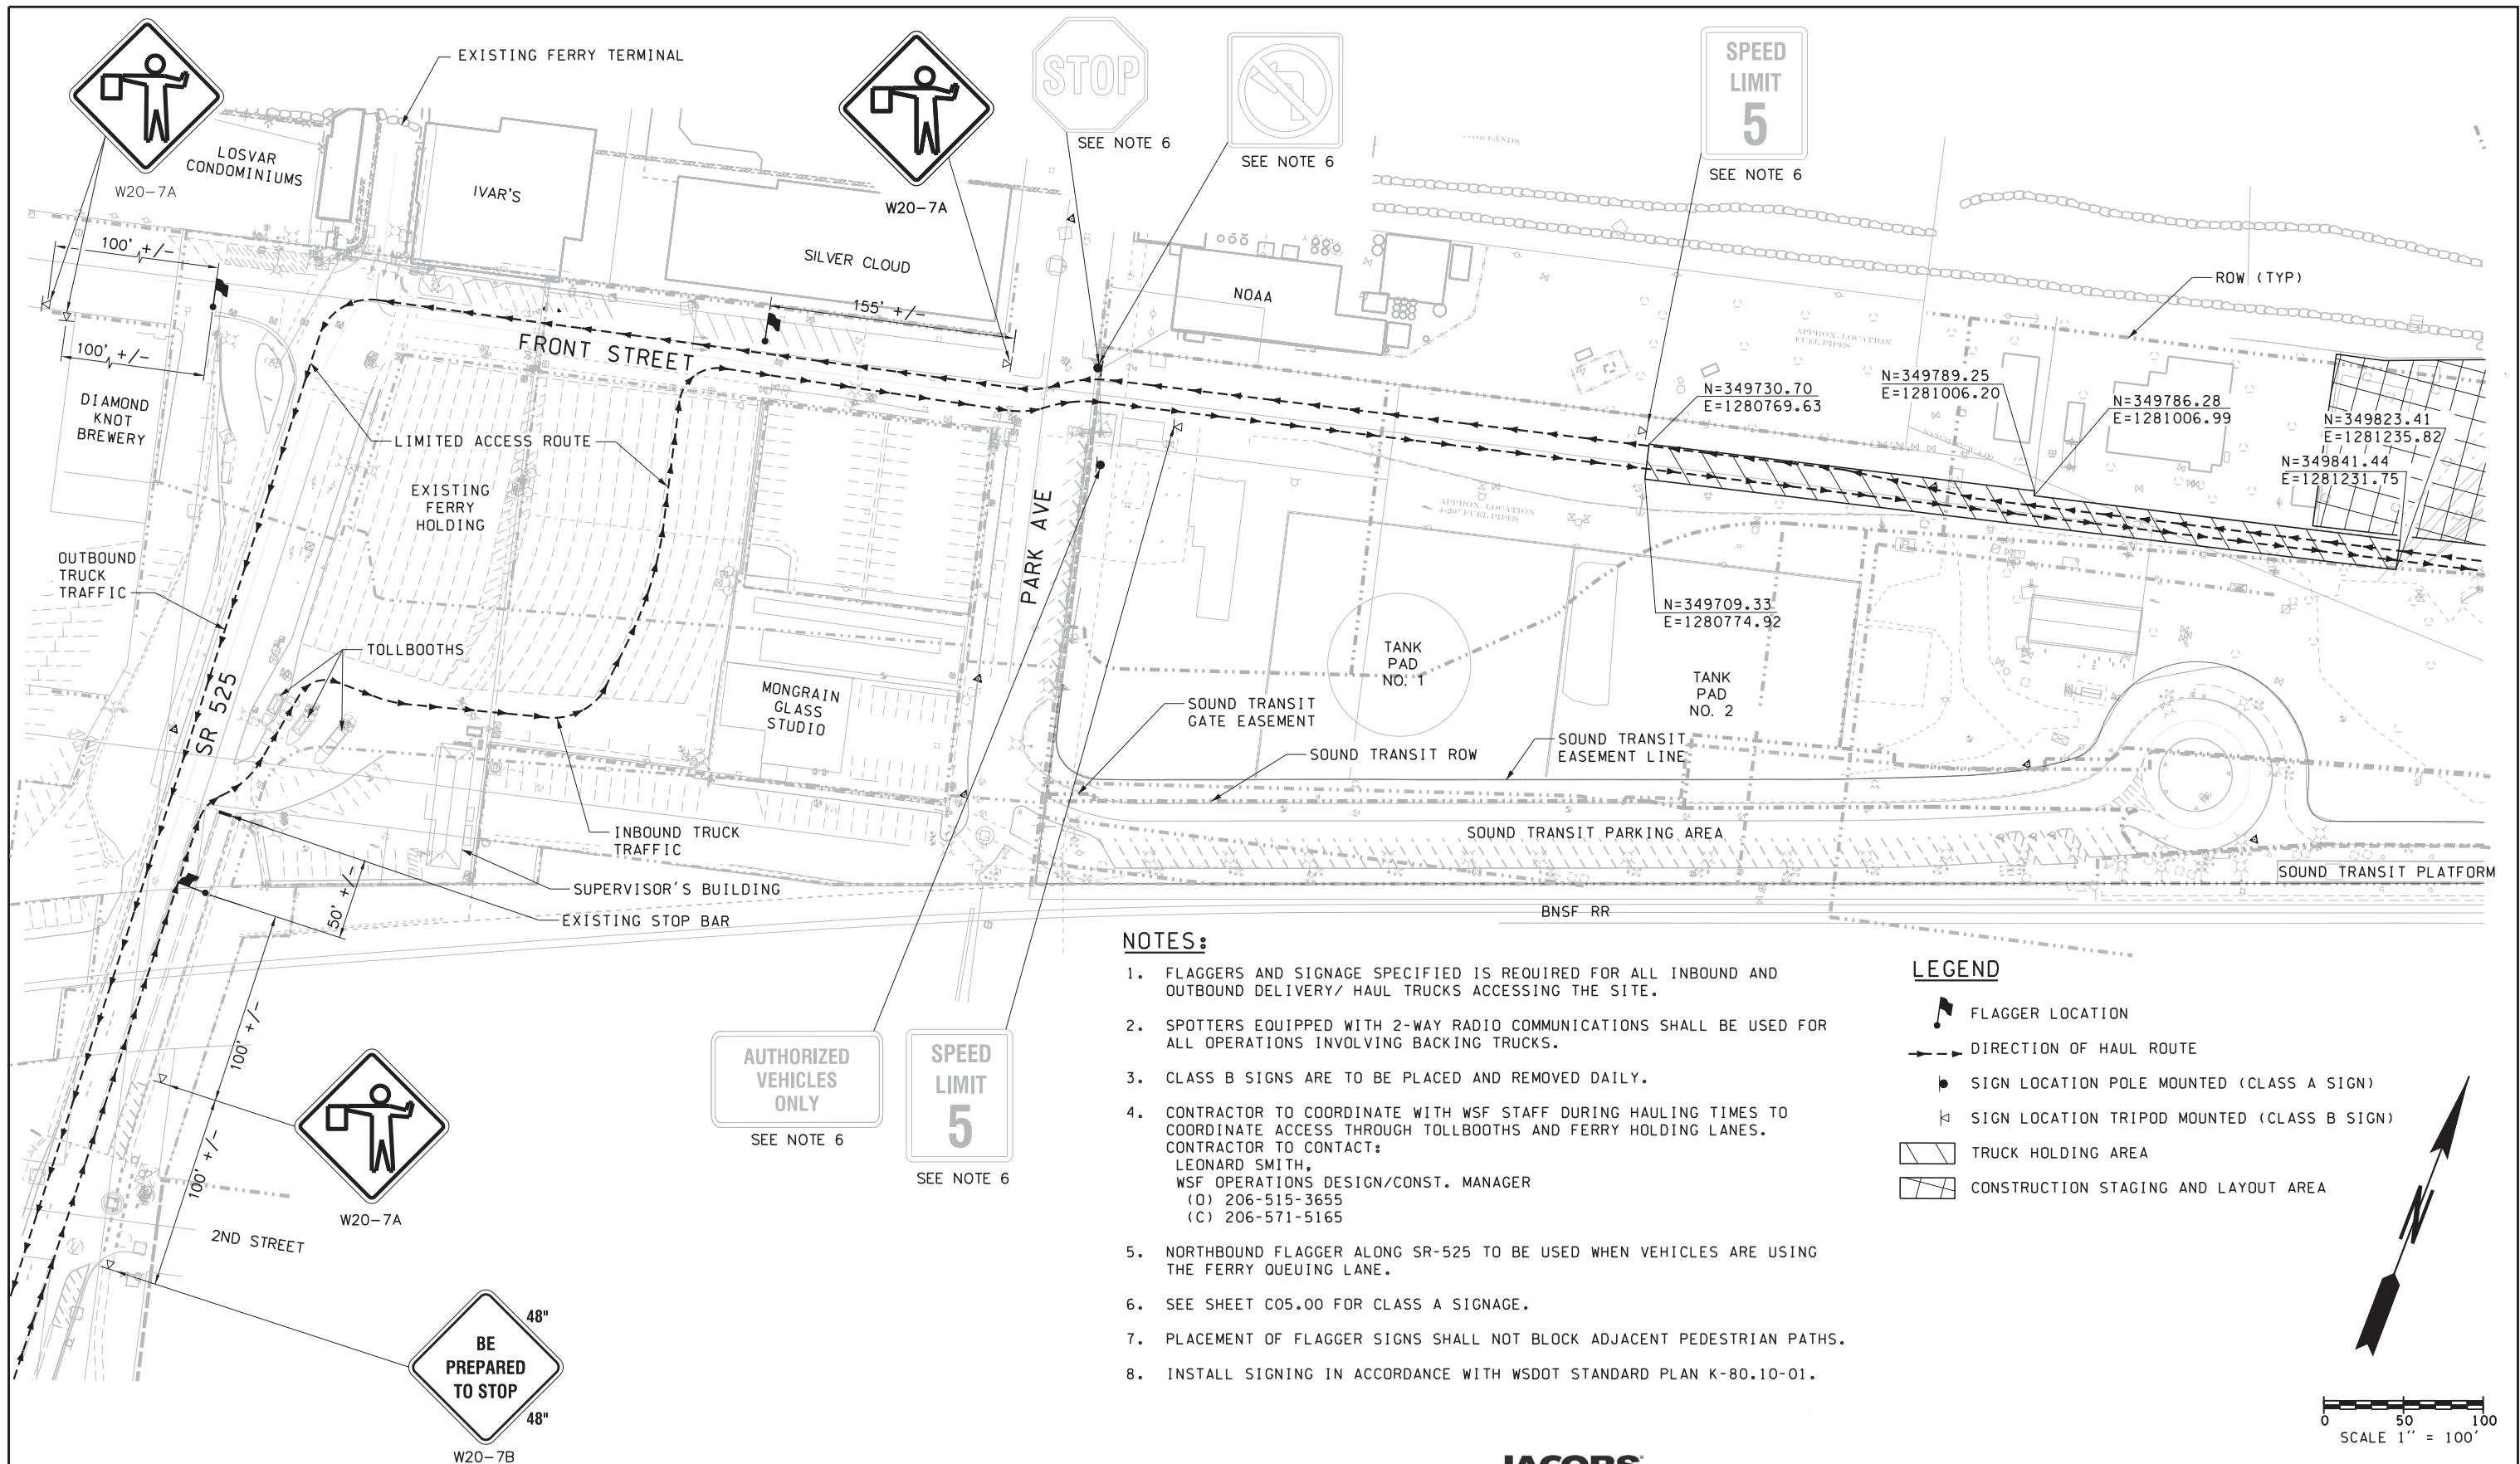 EXISTING FERRY TERMINAL
W20-7A
LOSVAR
CONDOMINIUMS
IVAR'S
SILVER CLOUD
W20-7A
STOP
SEE NOTE 6
SEE NOTE 6
SPEED
LIMIT
5
SEE NOTE 6
NOAA
ROW (TYP)
APPROX. LOCATION
FUEL PIPES
100' +/-
100' +/-
155' +/-
FRONT STREET
DIAMOND
KNOT
BREWERY
LIMITED ACCESS ROUTE
EXISTING
FERRY
HOLDING
N=349730.70
E=1280769.63
N=349789.25
E=1281006.20
N=349786.28
E=1281006.99
N=349823.41
E=1281235.82
N=349841.44
E=1281231.75
APPROX. LOCATION
4-20" FUEL PIPES
OUTBOUND
TRUCK
TRAFFIC
PARK AVE
N=349709.33
E=1280774.92
TOLLBOOTHS
SR 525
MONGRAIN
GLASS
STUDIO
TANK
PAD
NO. 1
TANK
PAD
NO. 2
SOUND TRANSIT
GATE EASEMENT
SOUND TRANSIT ROW
SOUND TRANSIT
EASEMENT LINE
INBOUND TRUCK
TRAFFIC
SOUND TRANSIT PARKING AREA
SUPERVISOR'S BUILDING
SOUND TRANSIT PLATFORM
50' +/-
EXISTING STOP BAR
BNSF RR
100' +/-
100' +/-
W20-7A
2ND STREET
BE
PREPARED
TO STOP
48"
48"
W20-7B
AUTHORIZED
VEHICLES
ONLY
SEE NOTE 6
SPEED
LIMIT
5
SEE NOTE 6
NOTES:
1. FLAGGERS AND SIGNAGE SPECIFIED IS REQUIRED FOR ALL INBOUND AND
OUTBOUND DELIVERY/ HAUL TRUCKS ACCESSING THE SITE.
2. SPOTTERS EQUIPPED WITH 2-WAY RADIO COMMUNICATIONS SHALL BE USED FOR
ALL OPERATIONS INVOLVING BACKING TRUCKS.
3. CLASS B SIGNS ARE TO BE PLACED AND REMOVED DAILY.
4. CONTRACTOR TO COORDINATE WITH WSF STAFF DURING HAULING TIMES TO
COORDINATE ACCESS THROUGH TOLLBOOTHS AND FERRY HOLDING LANES.
CONTRACTOR TO CONTACT:
LEONARD SMITH,
WSF OPERATIONS DESIGN/CONST. MANAGER
(O) 206-515-3655
(C) 206-571-5165
5. NORTHBOUND FLAGGER ALONG SR-525 TO BE USED WHEN VEHICLES ARE USING
THE FERRY QUEUING LANE.
6. SEE SHEET C05.00 FOR CLASS A SIGNAGE.
7. PLACEMENT OF FLAGGER SIGNS SHALL NOT BLOCK ADJACENT PEDESTRIAN PATHS.
8. INSTALL SIGNING IN ACCORDANCE WITH WSDOT STANDARD PLAN K-80.10-01.
LEGEND
FLAGGER LOCATION
DIRECTION OF HAUL ROUTE
SIGN LOCATION POLE MOUNTED (CLASS A SIGN)
SIGN LOCATION TRIPOD MOUNTED (CLASS B SIGN)
TRUCK HOLDING AREA
CONSTRUCTION STAGING AND LAYOUT AREA
N
0 50 100
SCALE 1" = 100'
JACOBS